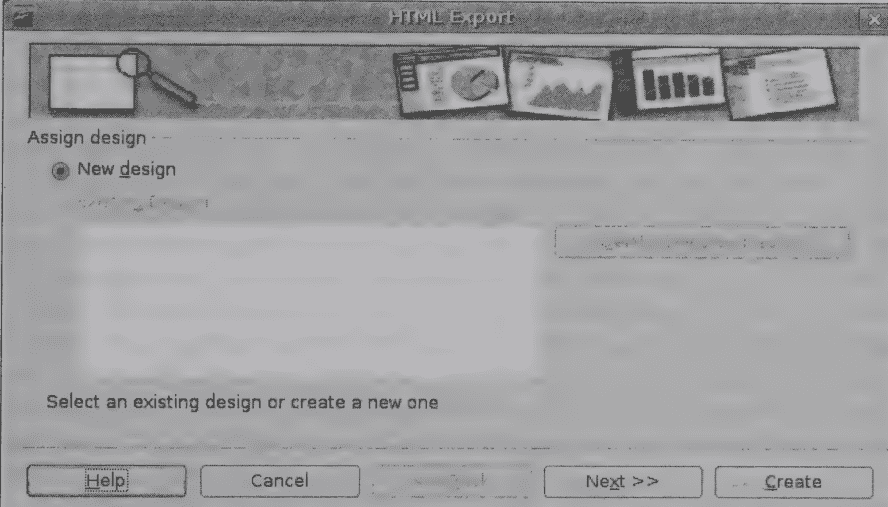 HTML Export
Assign design
New design
Select an existing design or create a new one
Help
Cancel
Next >>
Create